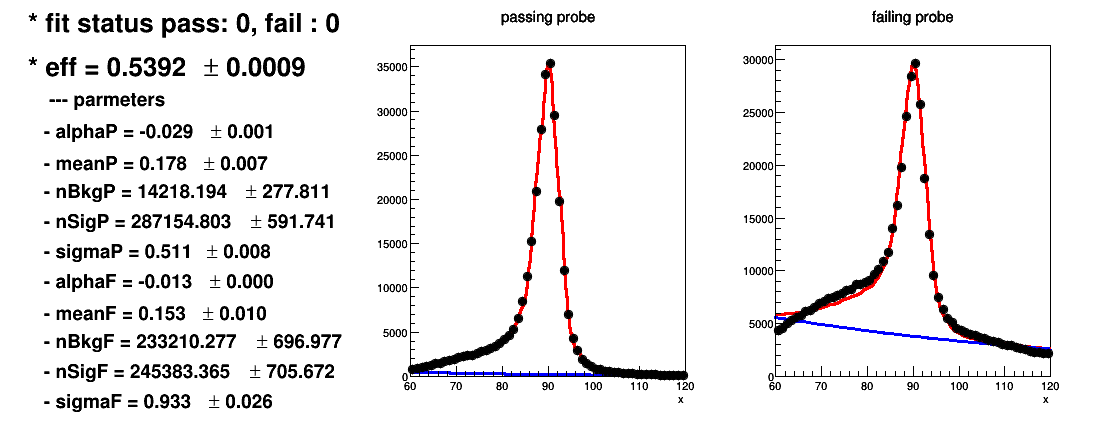 * fit status pass: 0, fail : 0
* eff = 0.5392 ± 0.0009
--- parmeters
- alphaP = -0.029 ± 0.001
- meanP = 0.178 ± 0.007
- nBkgP = 14218.194 ± 277.811
- nSigP = 287154.803 ± 591.741
- sigmaP = 0.511 ± 0.008
- alphaF = -0.013 ± 0.000
- meanF = 0.153 ± 0.010
- nBkgF = 233210.277 ± 696.977
- nSigF = 245383.365 ± 705.672
- sigmaF = 0.933 ± 0.026
passing probe
35000
30000
25000
20000
15000
10000
5000
0
60 70 80 90 100 110 120
x
failing probe
30000
25000
20000
15000
10000
5000
0
60 70 80 90 100 110 120
x